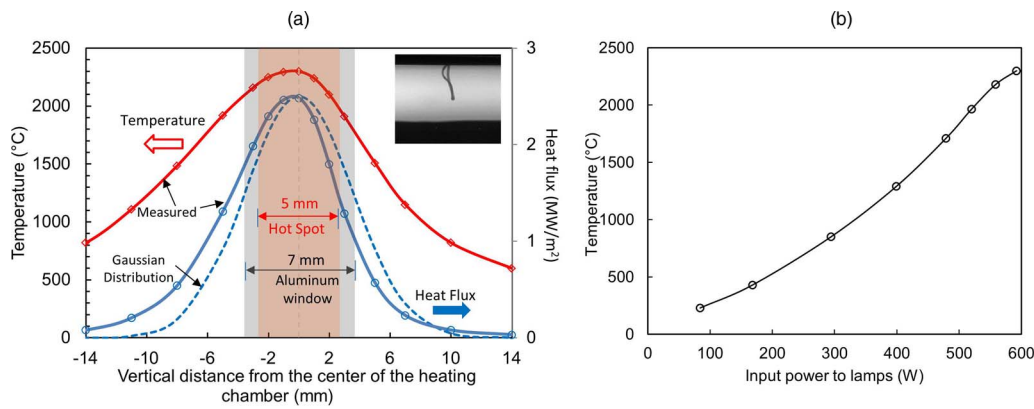 (a)
2500
2000
1500
1000
500
0
Temperature (°C)
3
2
1
0
Heat flux (MW/m²)
Temperature
Measured
Gaussian
Distribution
5 mm
Hot Spot
7 mm
Aluminum
window
Heat Flux
-14
-10
-6
-2
2
6
10
14
Vertical distance from the center of the heating
chamber (mm)
(b)
2500
2000
1500
1000
500
0
Temperature (°C)
0
100
200
300
400
500
600
Input power to lamps (W)